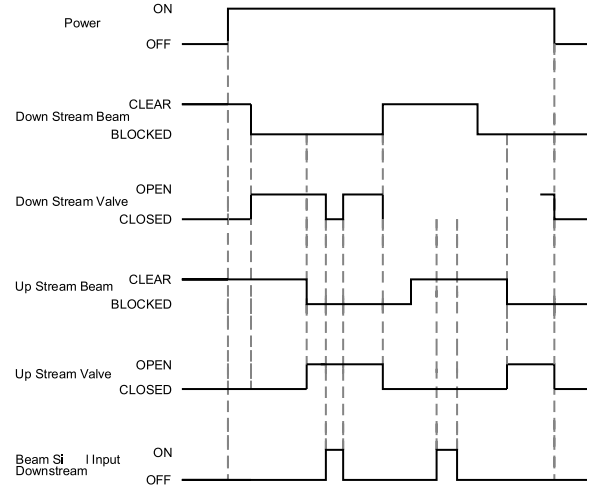 ON
Power
OFF
CLEAR
Down Stream Beam
BLOCKED
OPEN
Down Stream Valve
CLOSED
CLEAR
Up Stream Beam
BLOCKED
OPEN
Up Stream Valve
CLOSED
ON
Beam Input
Downstream
OFF